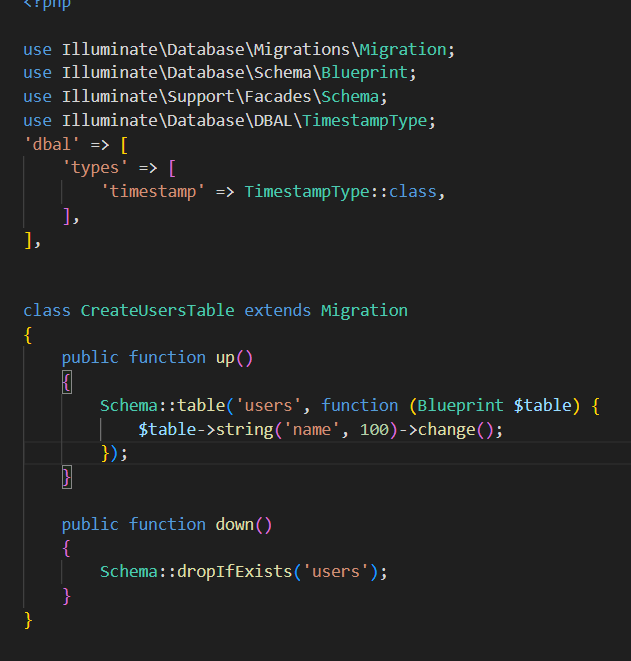 <?php
use Illuminate\Database\Migrations\Migration;
use Illuminate\Database\Schema\Blueprint;
use Illuminate\Support\Facades\Schema;
use Illuminate\Database\DBAL\TimestampType;
'dbal' => [
    'types' => [
        'timestamp' => TimestampType::class,
    ],
],
class CreateUsersTable extends Migration
{
    public function up()
    {
        Schema::table('users', function (Blueprint $table) {
            $table->string('name', 100)->change();
        });
    }
    public function down()
    {
        Schema::dropIfExists('users');
    }
}